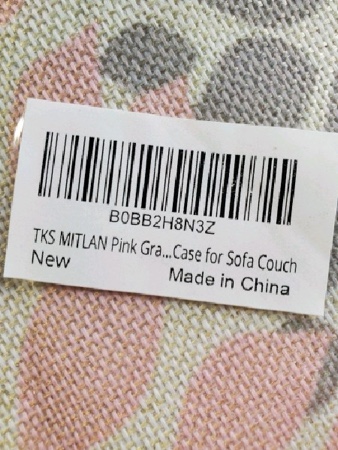 B0BB2H8N3Z
TKS MITLAN Pink Gra...Case for Sofa Couch
New
Made in China